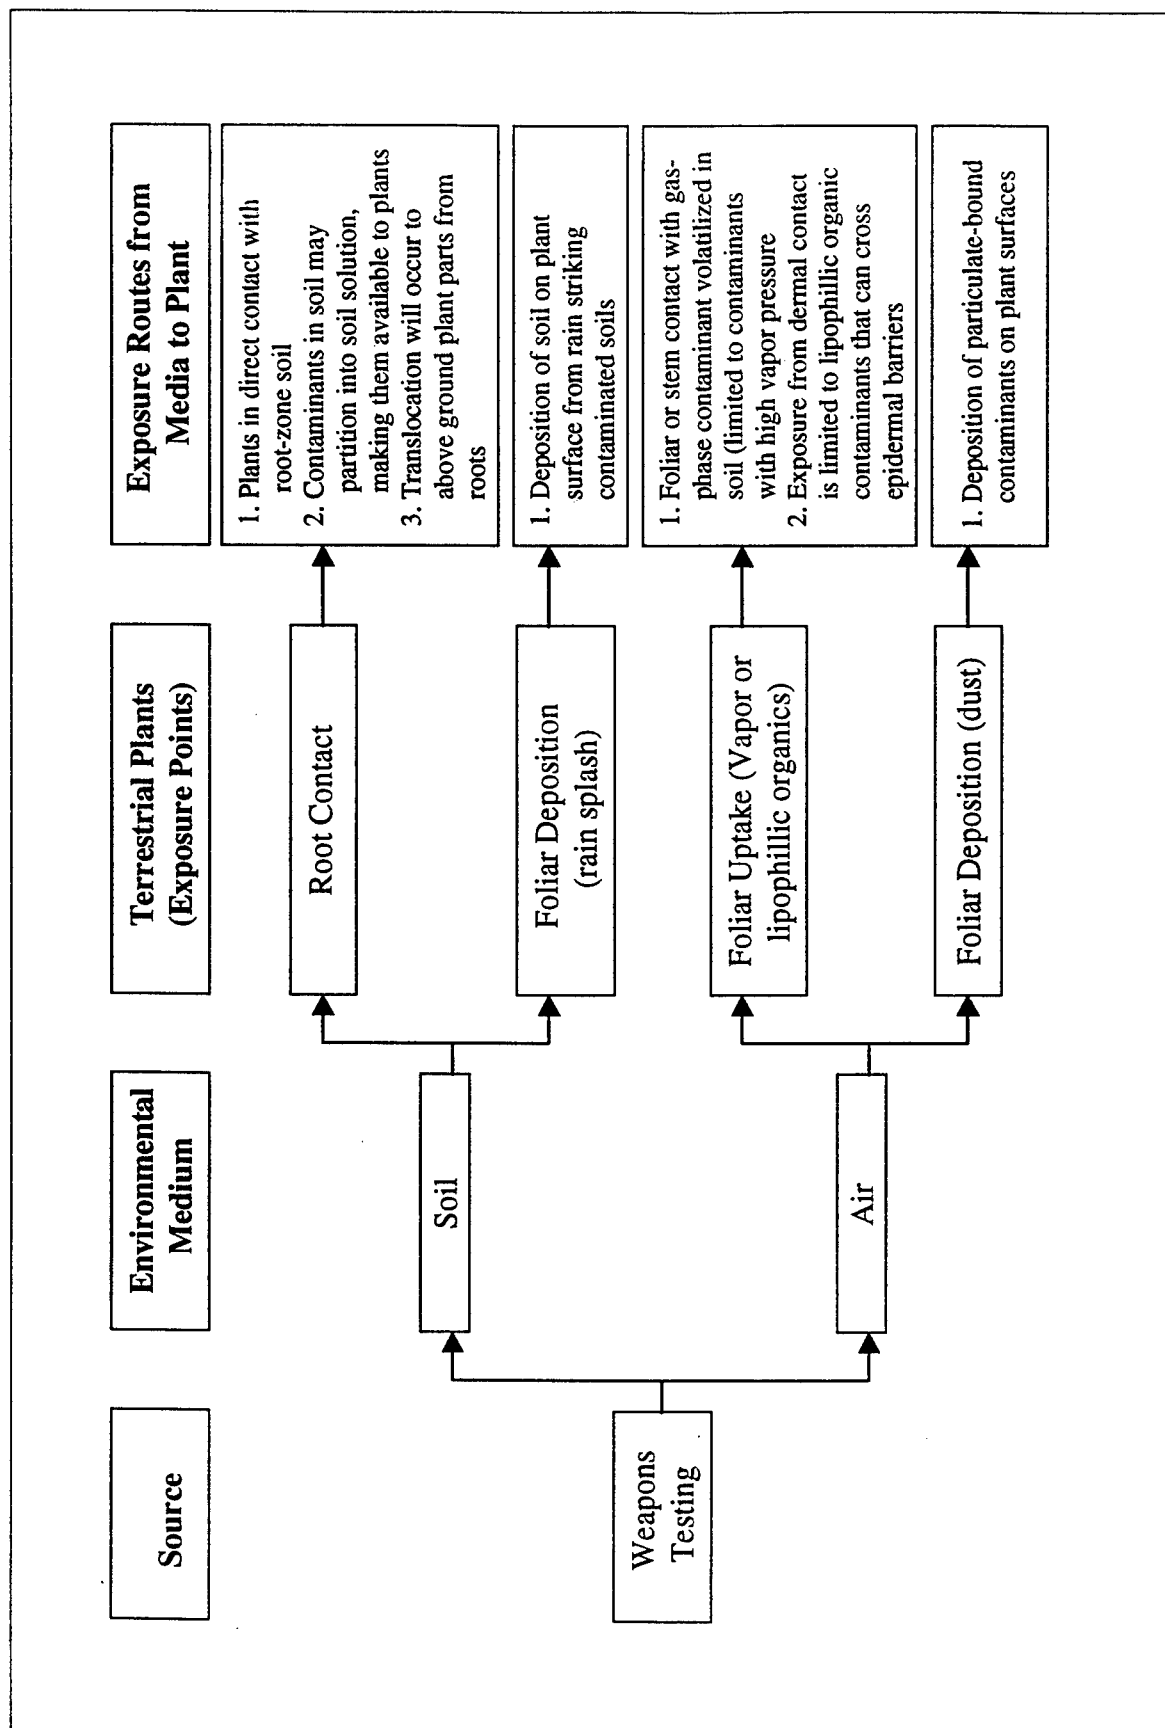 Source
Environmental
Medium
Terrestrial Plants
(Exposure Points)
Exposure Routes from
Media to Plant
Weapons
Testing
Soil
Air
Root Contact
Foliar Deposition
(rain splash)
Foliar Uptake (Vapor or
lipophillic organics)
Foliar Deposition (dust)
1. Plants in direct contact with
root-zone soil
2. Contaminants in soil may
partition into soil solution,
making them available to plants
3. Translocation will occur to
above ground plant parts from
roots
1. Deposition of soil on plant
surface from rain striking
contaminated soils
1. Foliar or stem contact with gas-
phase contaminant volatilized in
soil (limited to contaminants
with high vapor pressure
2. Exposure from dermal contact
is limited to lipophillic organic
contaminants that can cross
epidermal barriers
1. Deposition of particulate-bound
contaminants on plant surfaces